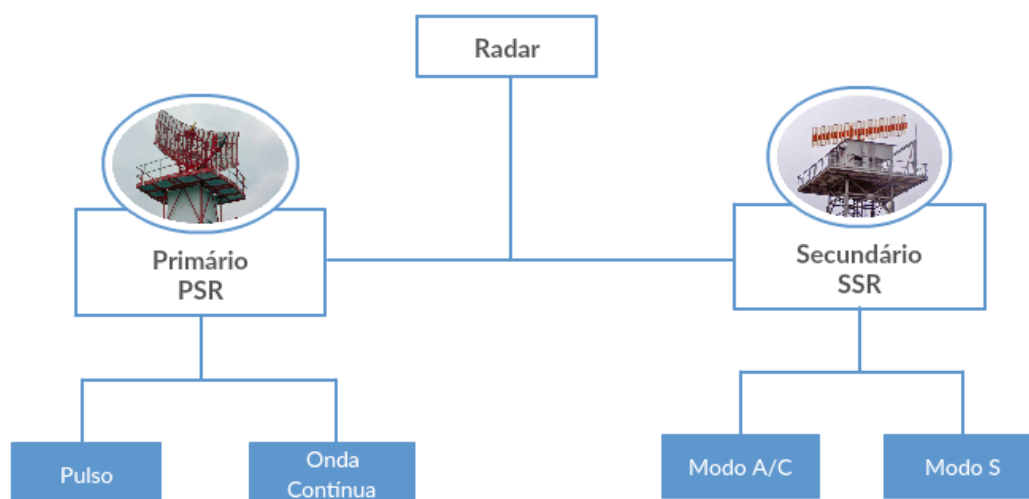 Radar
Primário
PSR
Secundário
SSR
Pulso
Onda
Contínua
Modo A/C
Modo S